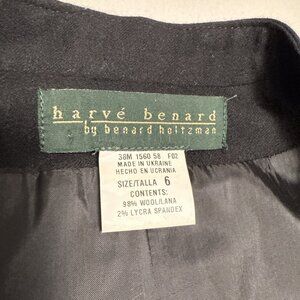 harvé benard
by benard holtzman
38M 1560 58 F02
MADE IN UKRAINE
HECHO EN UCRANIA
SIZE/TALLA 6
CONTENTS:
98% WOOL/LANA
2% LYCRA SPANDEX